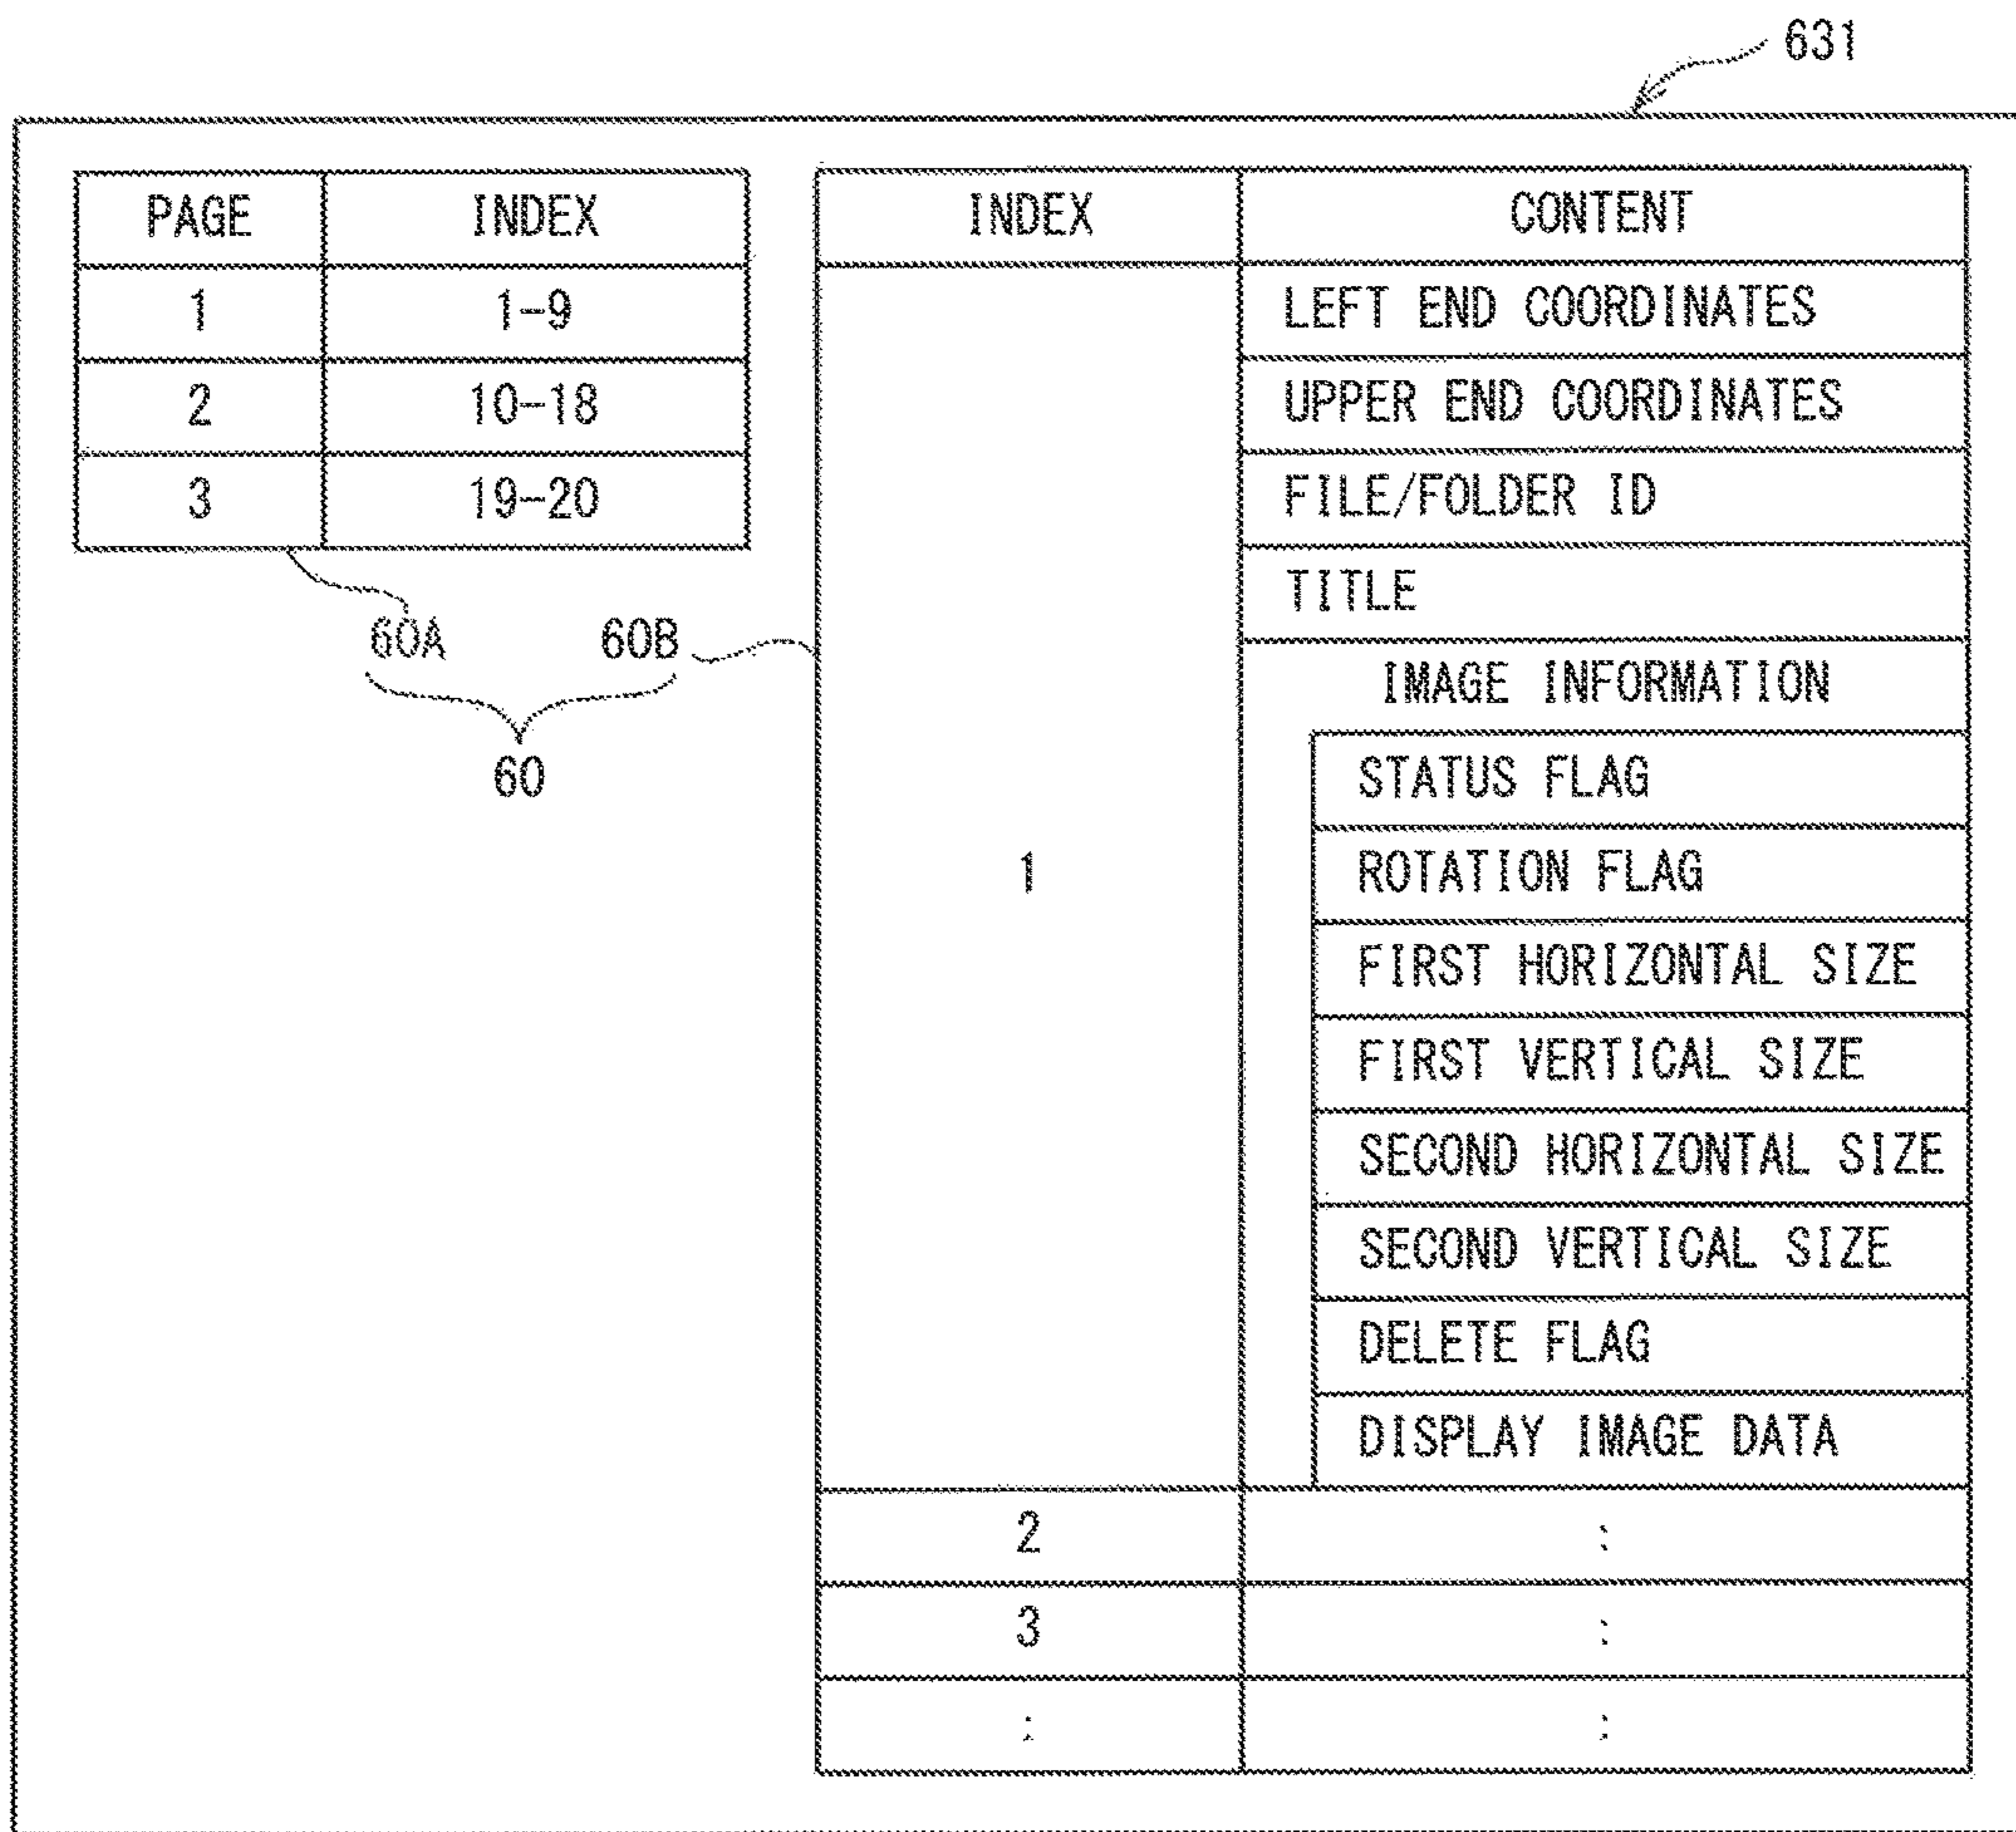 631
PAGE INDEX
1 1-9
2 10-18
3 19-20
60A 60B
60
INDEX CONTENT
1
LEFT END COORDINATES
UPPER END COORDINATES
FILE/FOLDER ID
TITLE
IMAGE INFORMATION
STATUS FLAG
ROTATION FLAG
FIRST HORIZONTAL SIZE
FIRST VERTICAL SIZE
SECOND HORIZONTAL SIZE
SECOND VERTICAL SIZE
DELETE FLAG
DISPLAY IMAGE DATA
2 :
3 :
: :